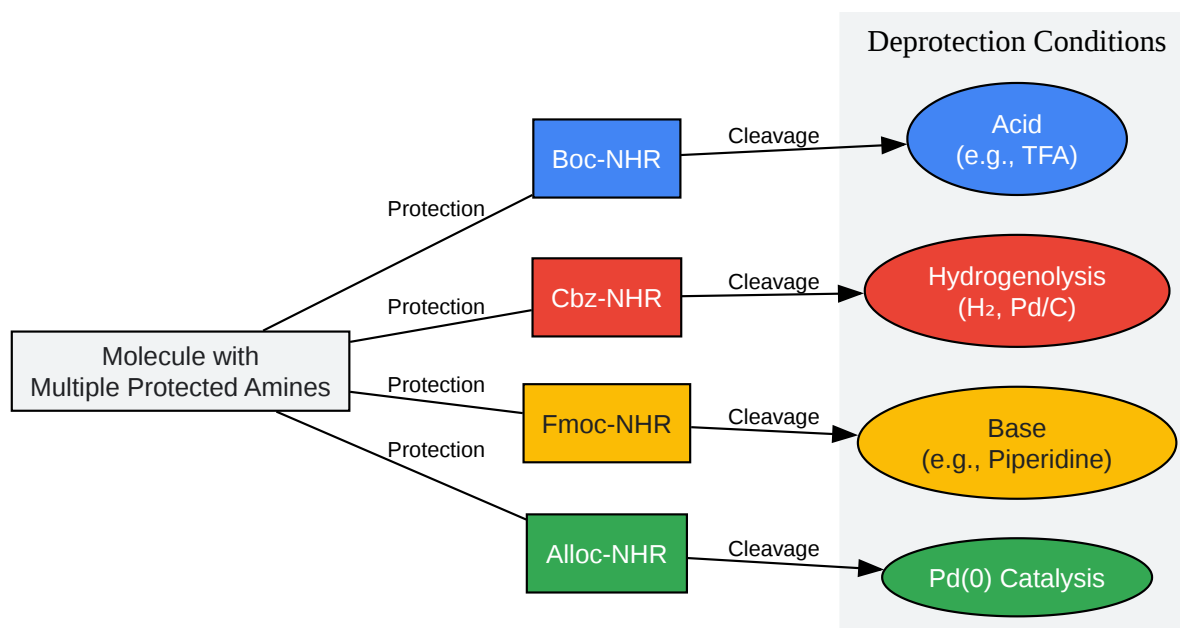 Deprotection Conditions
Acid
(e.g., TFA)
Cleavage
Boc-NHR
Protection
Hydrogenolysis
(H₂, Pd/C)
Cleavage
Cbz-NHR
Protection
Molecule with
Multiple Protected Amines
Protection
Fmoc-NHR
Cleavage
Base
(e.g., Piperidine)
Protection
Alloc-NHR
Cleavage
Pd(0) Catalysis